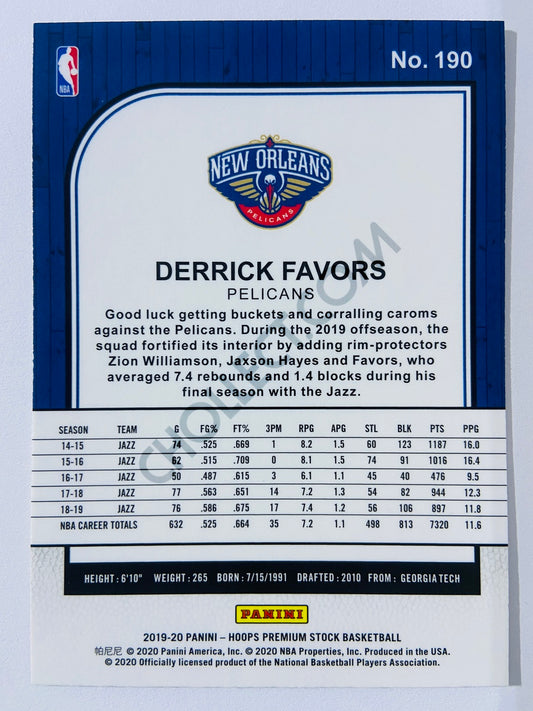 NBA
No. 190
NEW ORLEANS
PELICANS
DERRICK FAVORS
PELICANS
Good luck getting buckets and corralling caroms
against the Pelicans. During the 2019 offseason, the
squad fortified its interior by adding rim-protectors
Zion Williamson, Jaxson Hayes and Favors, who
averaged 7.4 rebounds and 1.4 blocks during his
final season with the Jazz.
CHOLLECT.COM
SEASON TEAM G FG% FT% 3PM RPG APG STL BLK PTS PPG
14-15 JAZZ 74 .525 .669 1 8.2 1.5 60 123 1187 16.0
15-16 JAZZ 62 .515 .709 0 8.1 1.5 74 91 1016 16.4
16-17 JAZZ 50 .487 .615 3 6.1 1.1 45 40 476 9.5
17-18 JAZZ 77 .563 .651 14 7.2 1.3 54 82 944 12.3
18-19 JAZZ 76 .586 .675 17 7.4 1.2 56 106 897 11.8
NBA CAREER TOTALS 632 .525 .664 35 7.2 1.1 498 813 7320 11.6
HEIGHT: 6'10" WEIGHT: 265 BORN: 7/15/1991 DRAFTED: 2010 FROM: GEORGIA TECH
PANINI
2019-20 PANINI – HOOPS PREMIUM STOCK BASKETBALL
帕尼尼 © 2020 Panini America, Inc. © 2020 NBA Properties, Inc. Produced in the USA.
© 2020 Officially licensed product of the National Basketball Players Association.